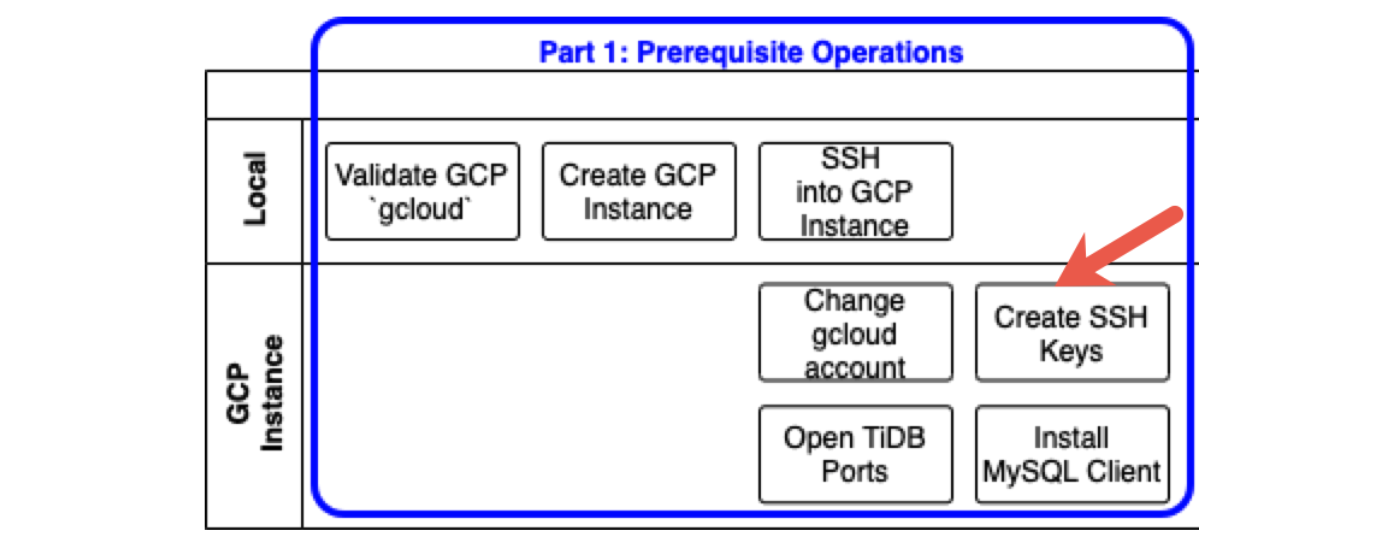 Part 1: Prerequisite Operations
Local
Validate GCP
`gcloud`
Create GCP
Instance
SSH
into GCP
Instance
GCP
Instance
Change
gcloud
account
Create SSH
Keys
Open TiDB
Ports
Install
MySQL Client